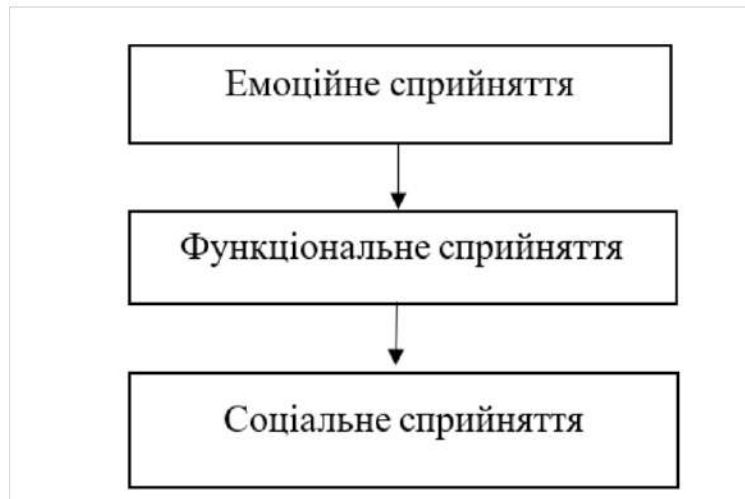 Емоційне сприйняття
Функціональне сприйняття
Соціальне сприйняття